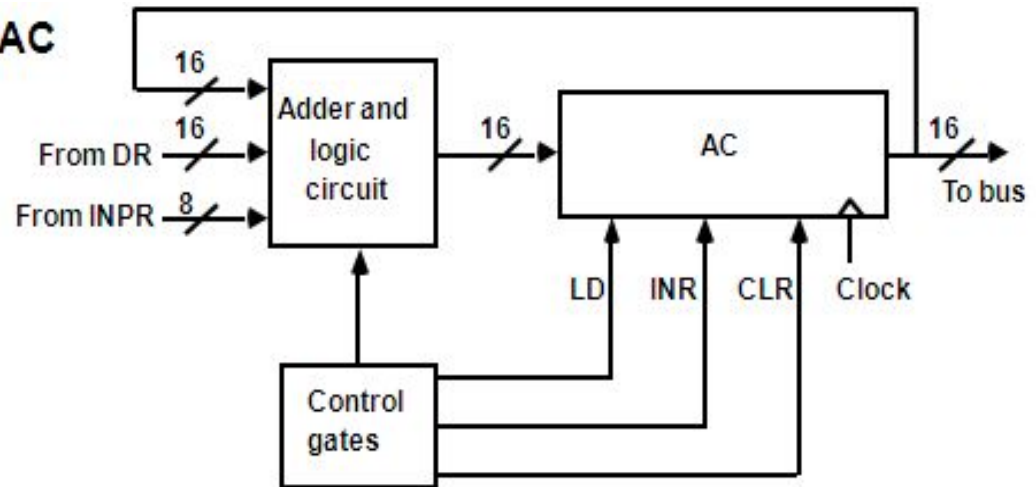 AC
16
16
From DR
8
From INPR
Adder and
logic
circuit
16
AC
16
To bus
LD
INR
CLR
Clock
Control
gates